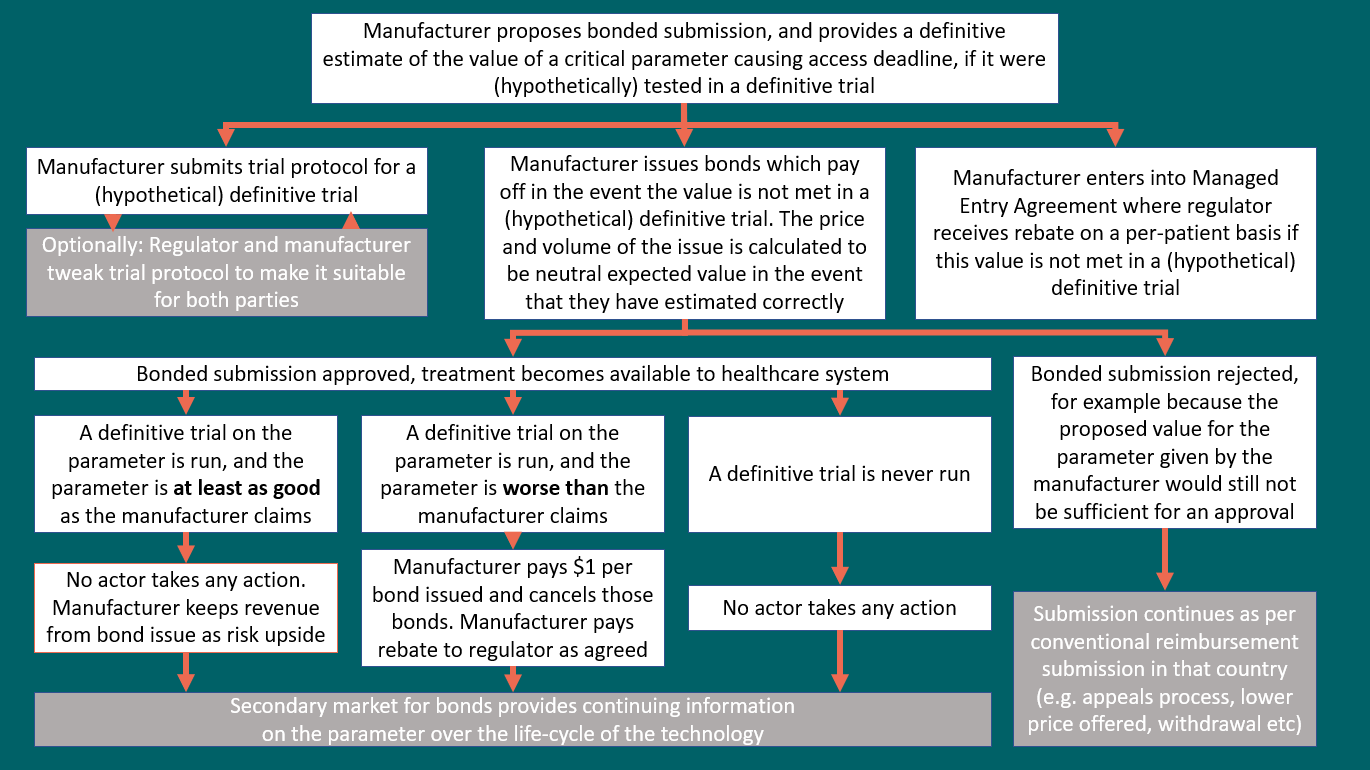 Manufacturer proposes bonded submission, and provides a definitive
estimate of the value of a critical parameter causing access deadline, if it were
(hypothetically) tested in a definitive trial
Manufacturer submits trial protocol for a
(hypothetical) definitive trial
Optionally: Regulator and manufacturer
tweak trial protocol to make it suitable
for both parties
Manufacturer issues bonds which pay
off in the event the value is not met in a
(hypothetical) definitive trial. The price
and volume of the issue is calculated to
be neutral expected value in the event
that they have estimated correctly
Manufacturer enters into Managed
Entry Agreement where regulator
receives rebate on a per-patient basis if
this value is not met in a (hypothetical)
definitive trial
Bonded submission approved, treatment becomes available to healthcare system
A definitive trial on the
parameter is run, and the
parameter is at least as good
as the manufacturer claims
No actor takes any action.
Manufacturer keeps revenue
from bond issue as risk upside
A definitive trial on the
parameter is run, and the
parameter is worse than the
manufacturer claims
Manufacturer pays $1 per
bond issued and cancels those
bonds. Manufacturer pays
rebate to regulator as agreed
A definitive trial is never run
No actor takes any action
Secondary market for bonds provides continuing information
on the parameter over the life-cycle of the technology
Bonded submission rejected,
for example because the
proposed value for the
parameter given by the
manufacturer would still not
be sufficient for an approval
Submission continues as per
conventional reimbursement
submission in that country
(e.g. appeals process, lower
price offered, withdrawal etc)